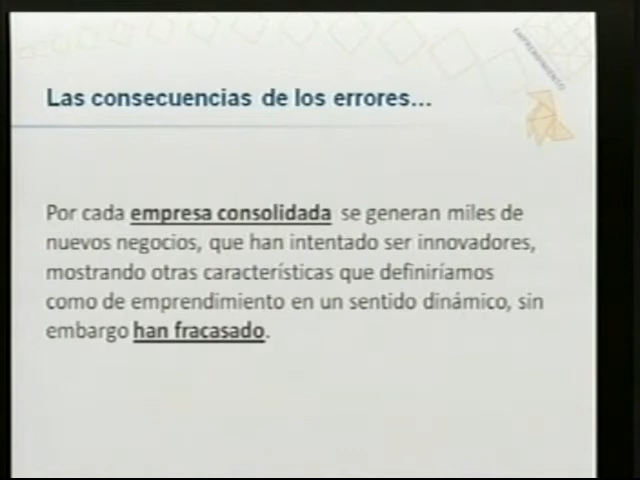 EMPRENDIMIENTO
Las consecuencias de los errores...
Por cada empresa consolidada se generan miles de
nuevos negocios, que han intentado ser innovadores,
mostrando otras características que definiríamos
como de emprendimiento en un sentido dinámico, sin
embargo han fracasado.